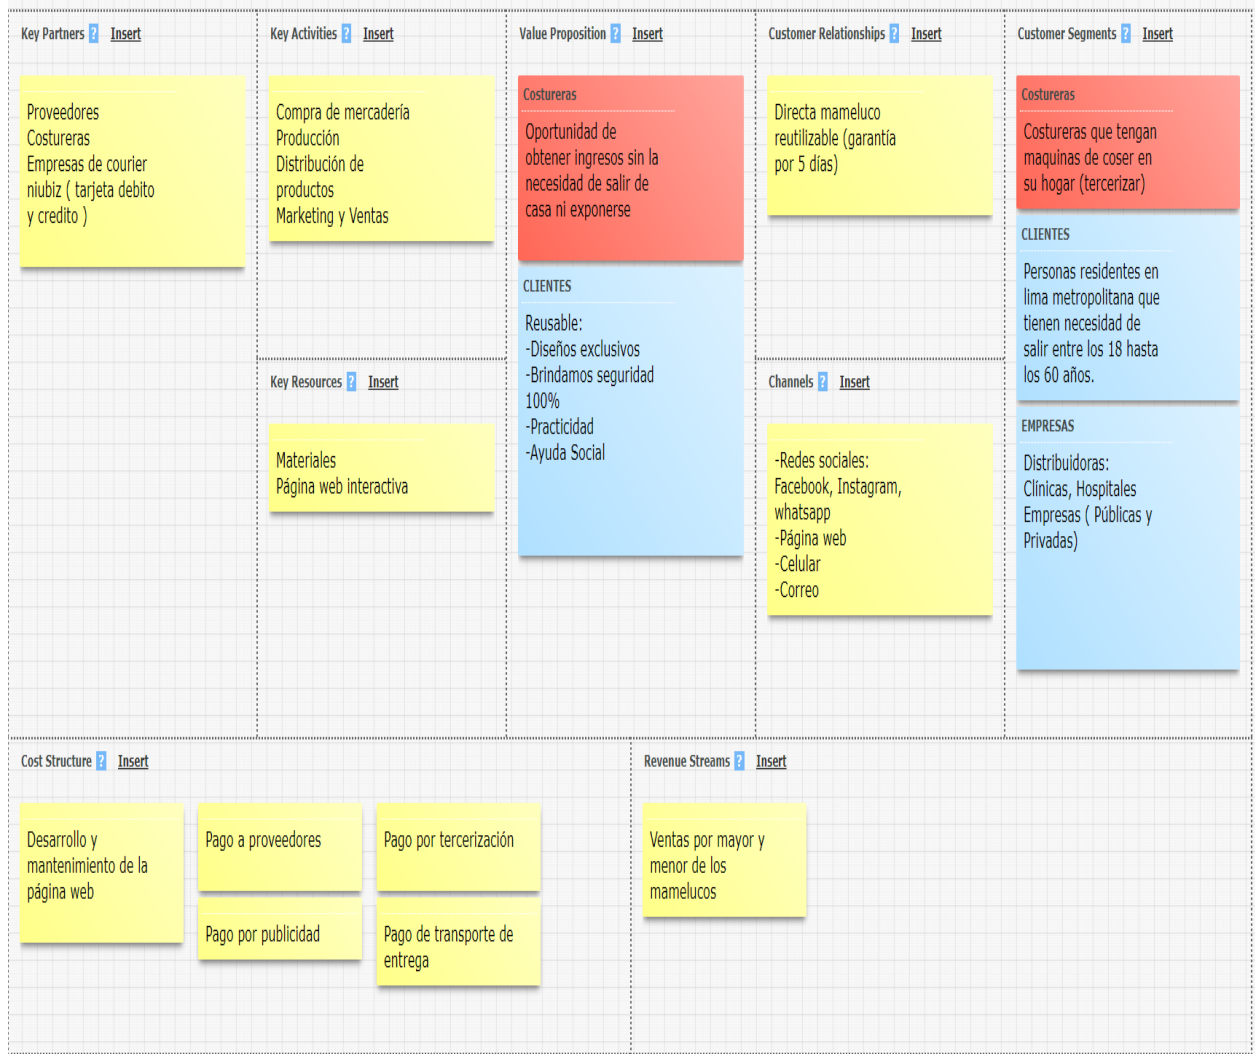 Key Partners ? Insert
Proveedores
Costureras
Empresas de courier
niubiz ( tarjeta debito
y credito )
Key Activities ? Insert
Compra de mercadería
Producción
Distribución de
productos
Marketing y Ventas
Key Resources ? Insert
Materiales
Página web interactiva
Value Proposition ? Insert
Costureras
Oportunidad de
obtener ingresos sin la
necesidad de salir de
casa ni exponerse
CLIENTES
Reusable:
-Diseños exclusivos
-Brindamos seguridad
100%
-Practicidad
-Ayuda Social
Customer Relationships ? Insert
Directa mameluco
reutilizable (garantía
por 5 días)
Channels ? Insert
-Redes sociales:
Facebook, Instagram,
whatsapp
-Página web
-Celular
-Correo
Customer Segments ? Insert
Costureras
Costureras que tengan
maquinas de coser en
su hogar (tercerizar)
CLIENTES
Personas residentes en
lima metropolitana que
tienen necesidad de
salir entre los 18 hasta
los 60 años.
EMPRESAS
Distribuidoras:
Clínicas, Hospitales
Empresas ( Públicas y
Privadas)
Cost Structure ? Insert
Desarrollo y
mantenimiento de la
página web
Pago a proveedores
Pago por tercerización
Pago por publicidad
Pago de transporte de
entrega
Revenue Streams ? Insert
Ventas por mayor y
menor de los
mamelucos